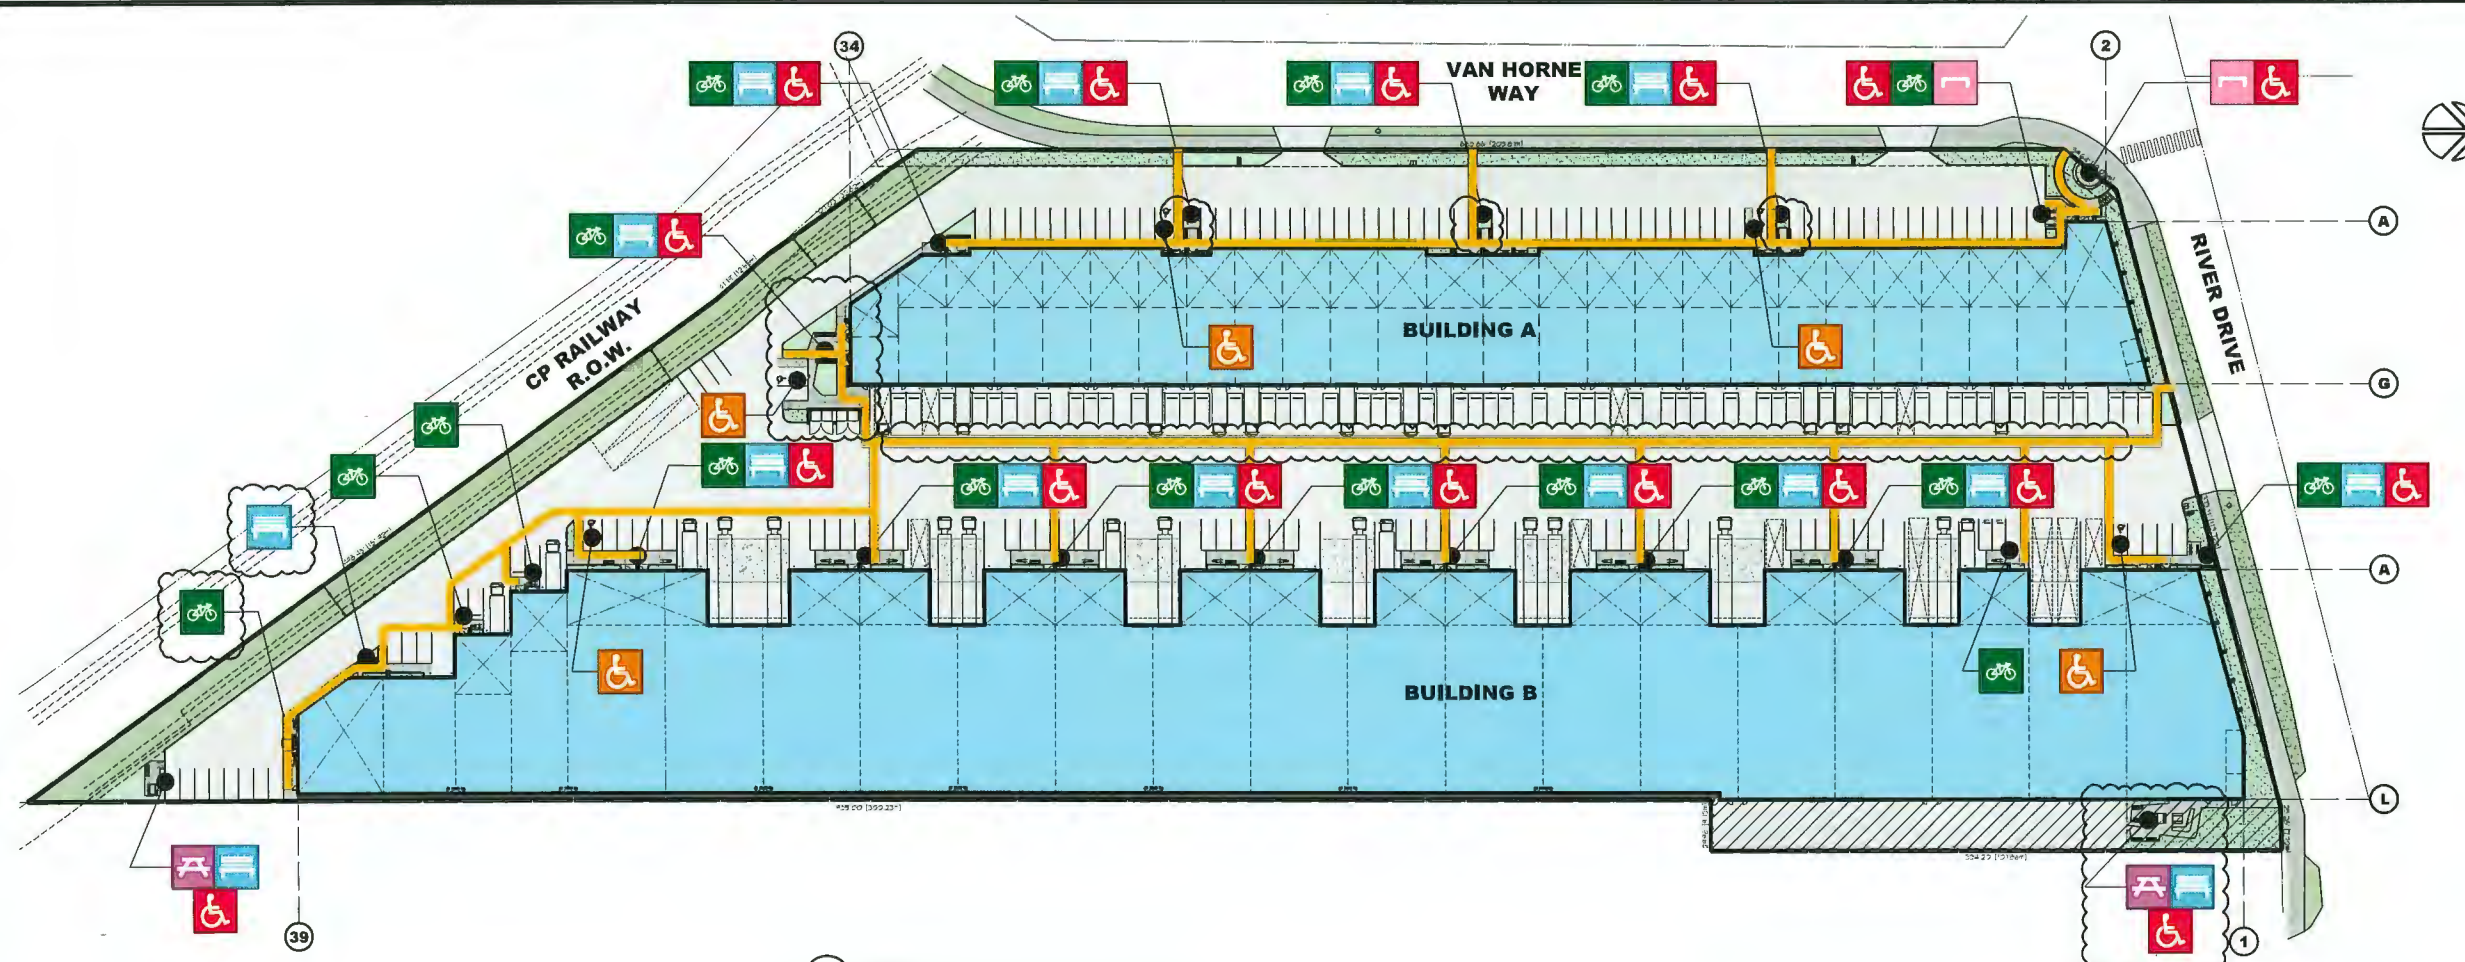 34
2
VAN HORNE
WAY
A
RIVER DRIVE
CP RAILWAY
R.O.W.
BUILDING A
G
A
BUILDING B
L
39
1